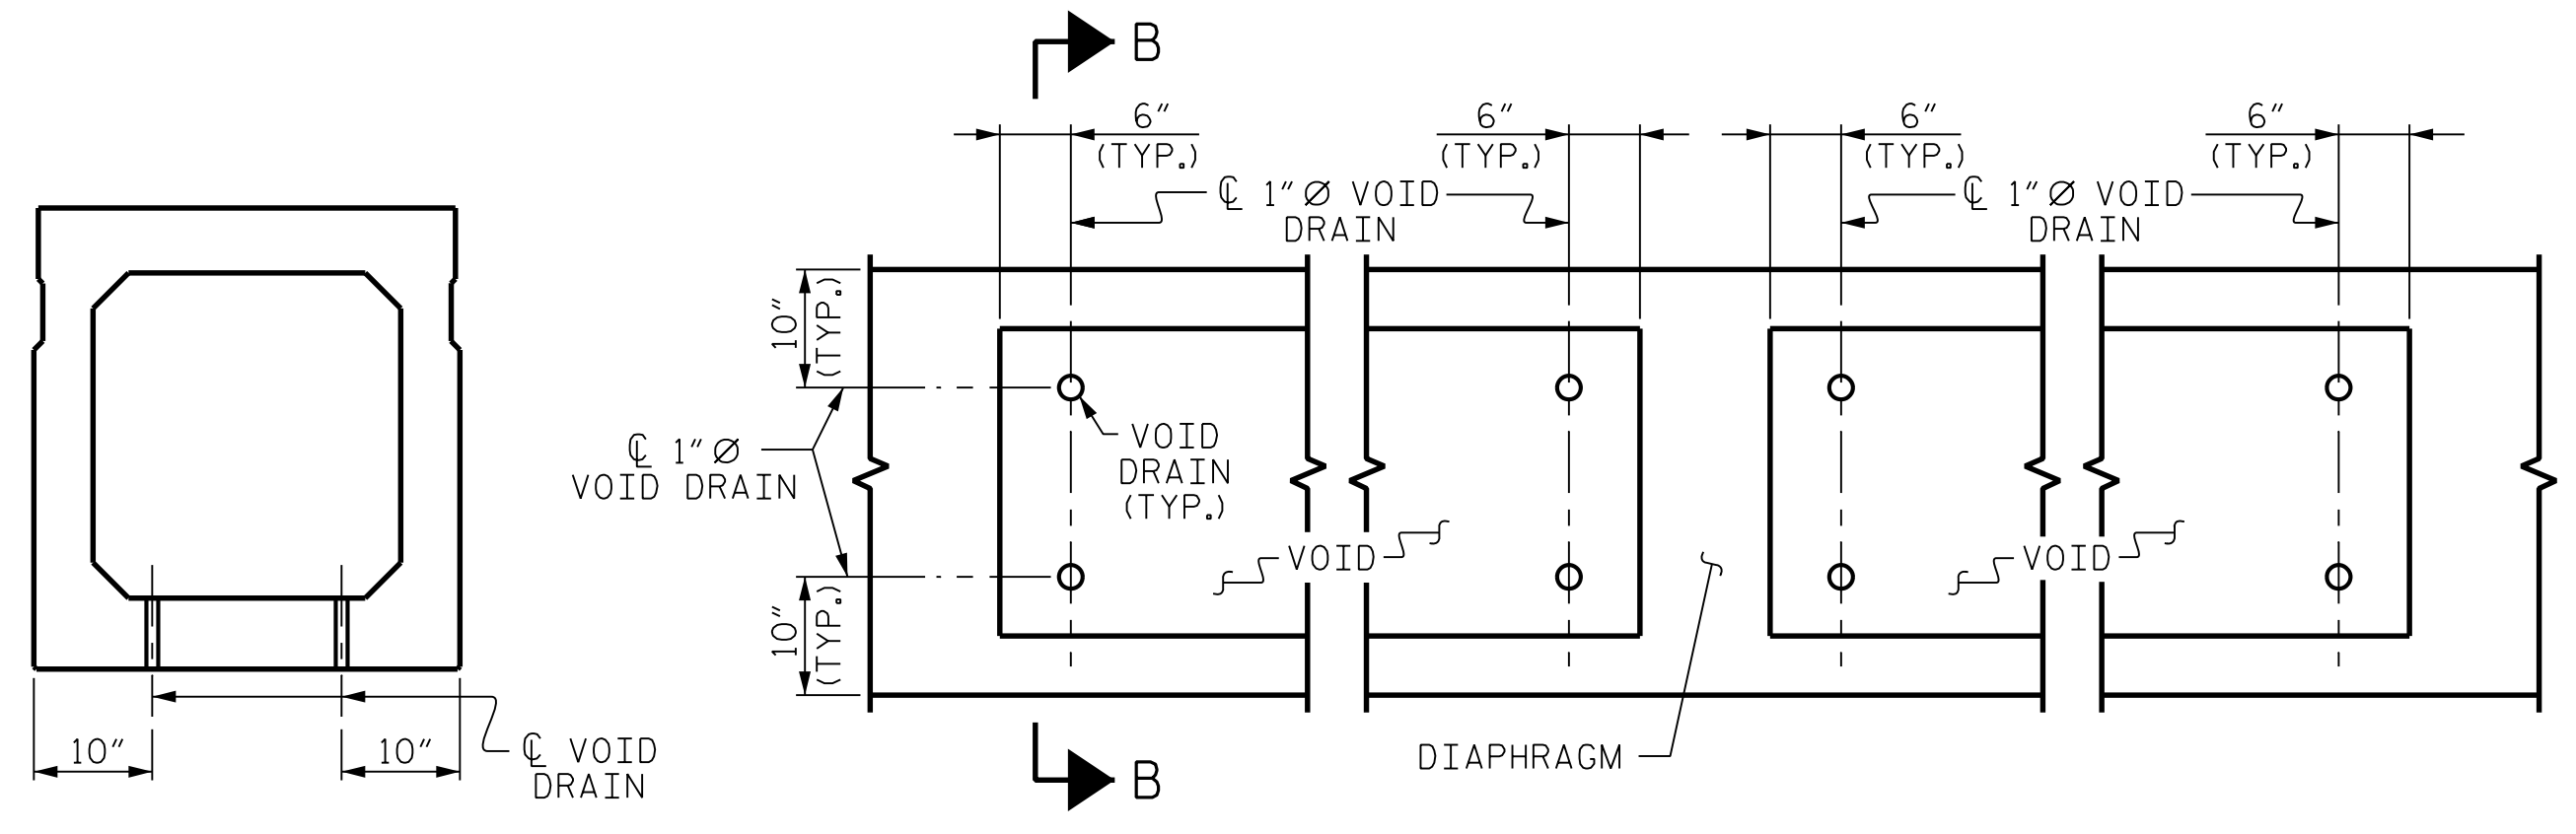 B
6" 6" 6" 6"
(TYP.) (TYP.) (TYP.) (TYP.)
℄ 1"Ø VOID
DRAIN
℄ 1"Ø VOID
DRAIN
10"
(TYP.)
℄ 1"Ø
VOID DRAIN
VOID
DRAIN
(TYP.)
VOID
VOID
10"
(TYP.)
10" 10"
℄ VOID
DRAIN
DIAPHRAGM
B